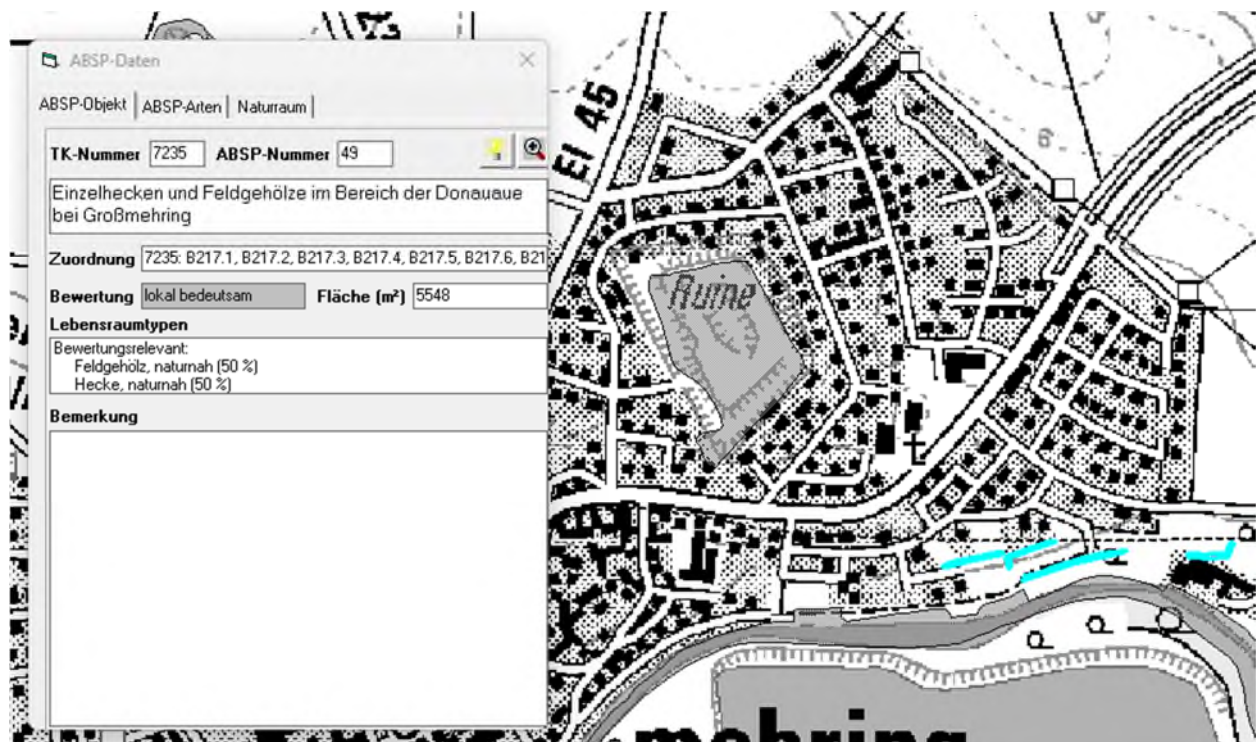 ABSP-Daten
ABSP-Objekt ABSP-Arten Naturraum
TK-Nummer 7235 ABSP-Nummer 49
Einzelhecken und Feldgehölze im Bereich der Donauaue
bei Großmehring
Zuordnung 7235: B217.1, B217.2, B217.3, B217.4, B217.5, B217.6, B21
Bewertung lokal bedeutsam Fläche (m²) 5548
Lebensraumtypen
Bewertungsrelevant:
Feldgehölz, naturnah (50 %)
Hecke, naturnah (50 %)
Bemerkung
EI 45
Ruine
6
mehring